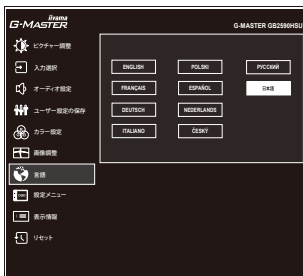 iiyama
G-MASTER
G-MASTER GB2590HSU
ピクチャー調整
入力選択
オーディオ設定
ユーザー設定の保存
カラー設定
画像調整
言語
設定メニュー
表示情報
リセット
ENGLISH POLSKI РУССКИЙ
FRANÇAIS ESPAÑOL 日本語
DEUTSCH NEDERLANDS
ITALIANO ČESKÝ